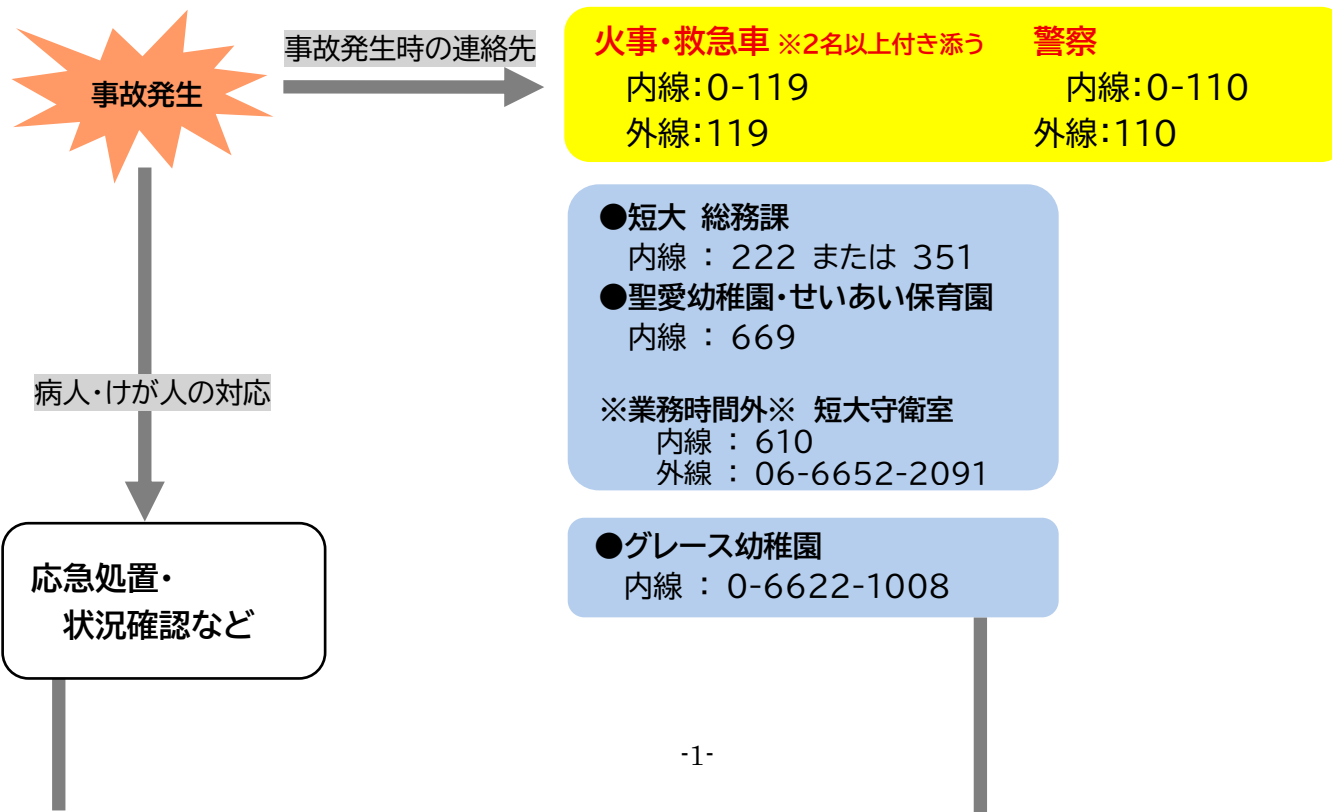 事故発生
事故発生時の連絡先
火事・救急車 ※2名以上付き添う 警察
内線:0-119 内線:0-110
外線:119 外線:110
●短大 総務課
内線 : 222 または 351
●聖愛幼稚園・せいあい保育園
内線 : 669
※業務時間外※ 短大守衛室
内線 : 610
外線 : 06-6652-2091
●グレース幼稚園
内線 : 0-6622-1008
病人・けが人の対応
応急処置・
状況確認など
-1-